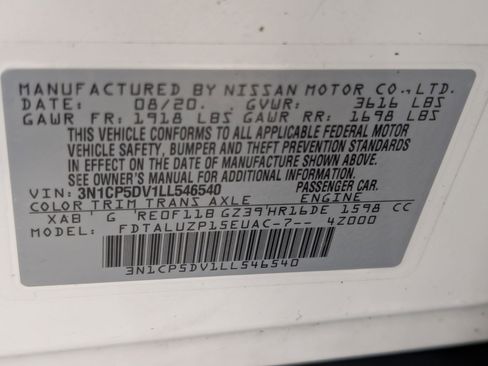 MANUFACTURED BY NISSAN MOTOR CO.,LTD.
DATE: 08/20. GVWR: 3616 LBS
GAWR FR: 1918 LBS GAWR RR: 1698 LBS
THIS VEHICLE CONFORMS TO ALL APPLICABLE FEDERAL MOTOR
VEHICLE SAFETY, BUMPER AND THEFT PREVENTION STANDARDS
IN EFFECT ON THE DATE OF MANUFACTURE SHOWN ABOVE.
SEE OWNER'S MANUAL FOR ADDITIONAL INFORMATION.
VIN: 3N1CP5DV1LL546540 PASSENGER CAR.
COLOR TRIM TRANS AXLE ENGINE
XAB G RE0F11B GZ39 HR16DE 1598 CC
MODEL: FDTALUZP15EUAC-7-- 4Z000
3N1CP5DV1LL546540